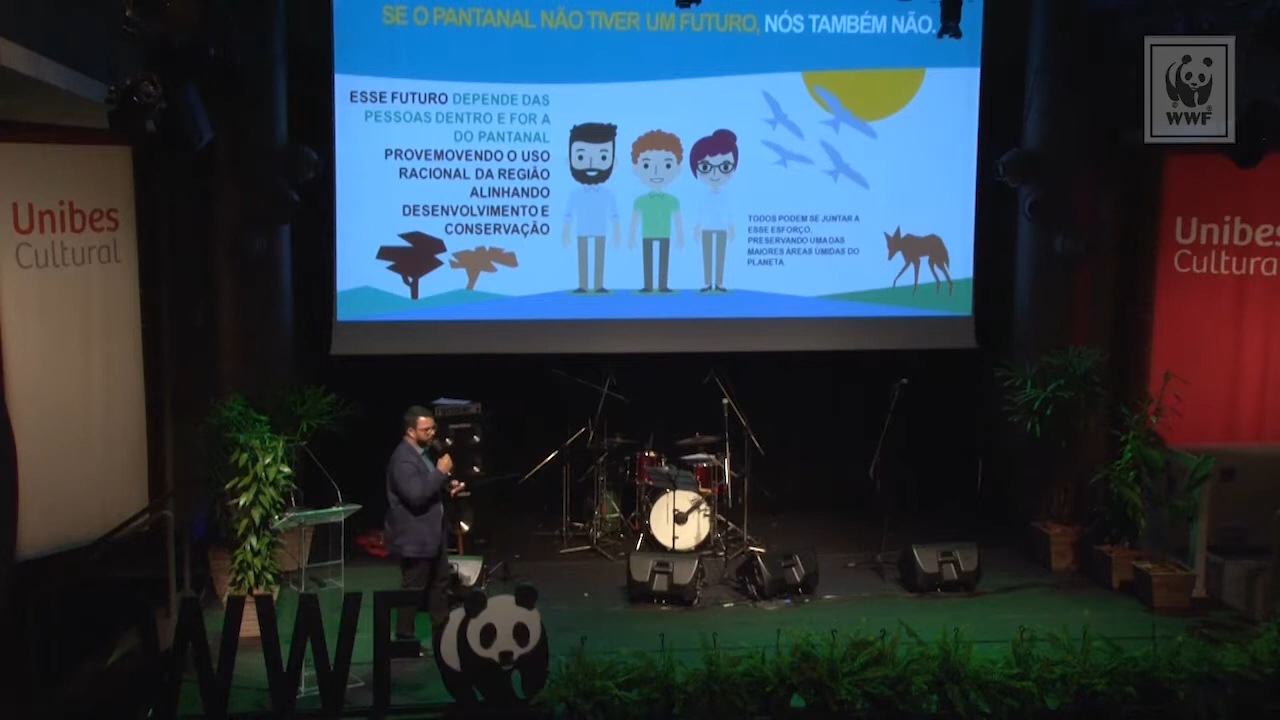 SE O PANTANAL NÃO TIVER UM FUTURO, NÓS TAMBÉM NÃO.
ESSE FUTURO DEPENDE DAS
PESSOAS DENTRO E FOR A
DO PANTANAL
PROVEMOVENDO O USO
RACIONAL DA REGIÃO
ALINHANDO
DESENVOLVIMENTO E
CONSERVAÇÃO
TODOS PODEM SE JUNTAR A
ESSE ESFORÇO,
PRESERVANDO UMA DAS
MAIORES ÁREAS ÚMIDAS DO
PLANETA.
WWF
Unibes
Cultural
Unibes
Cultura
WWF